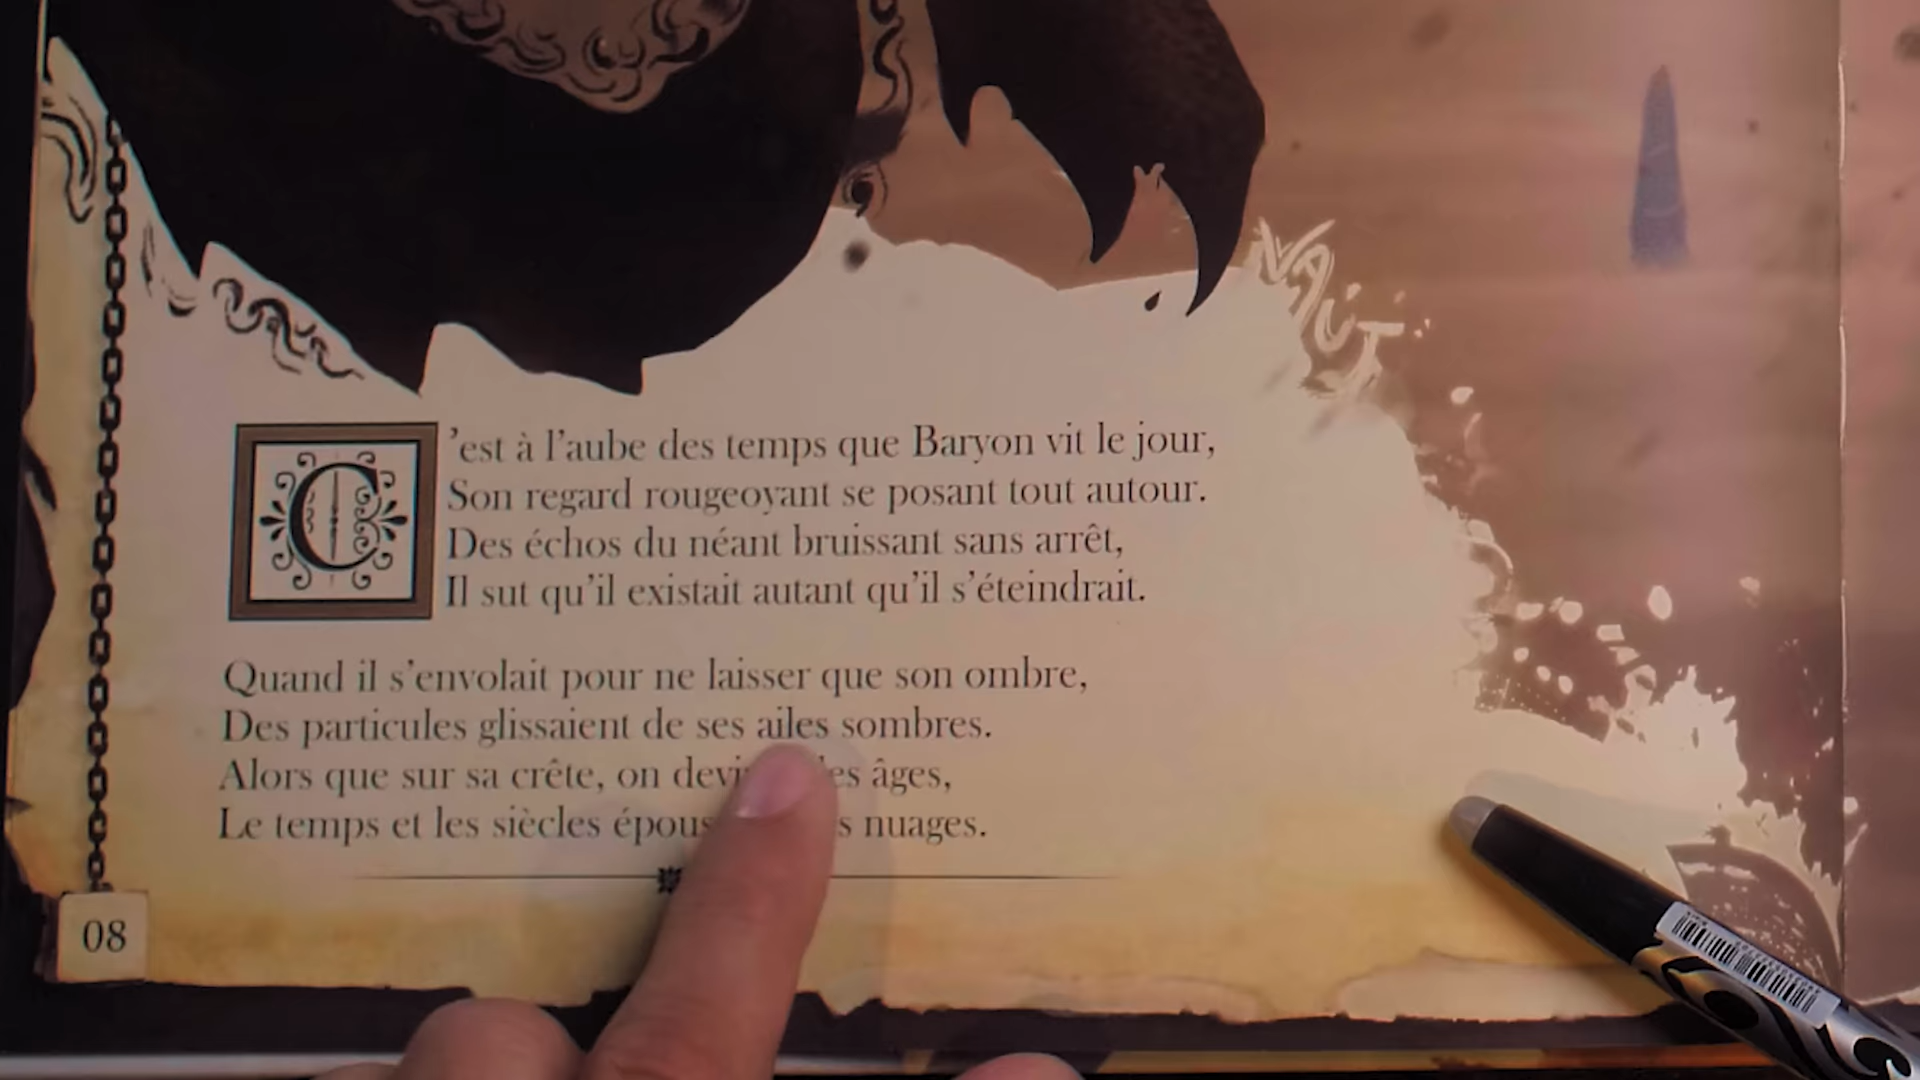 VAÚT
C'est à l'aube des temps que Baryon vit le jour,
Son regard rougeoyant se posant tout autour.
Des échos du néant bruissant sans arrêt,
Il sut qu'il existait autant qu'il s'éteindrait.
Quand il s'envolait pour ne laisser que son ombre,
Des particules glissaient de ses ailes sombres.
Alors que sur sa crête, on âges,
Le temps et les siècles nuages.
08